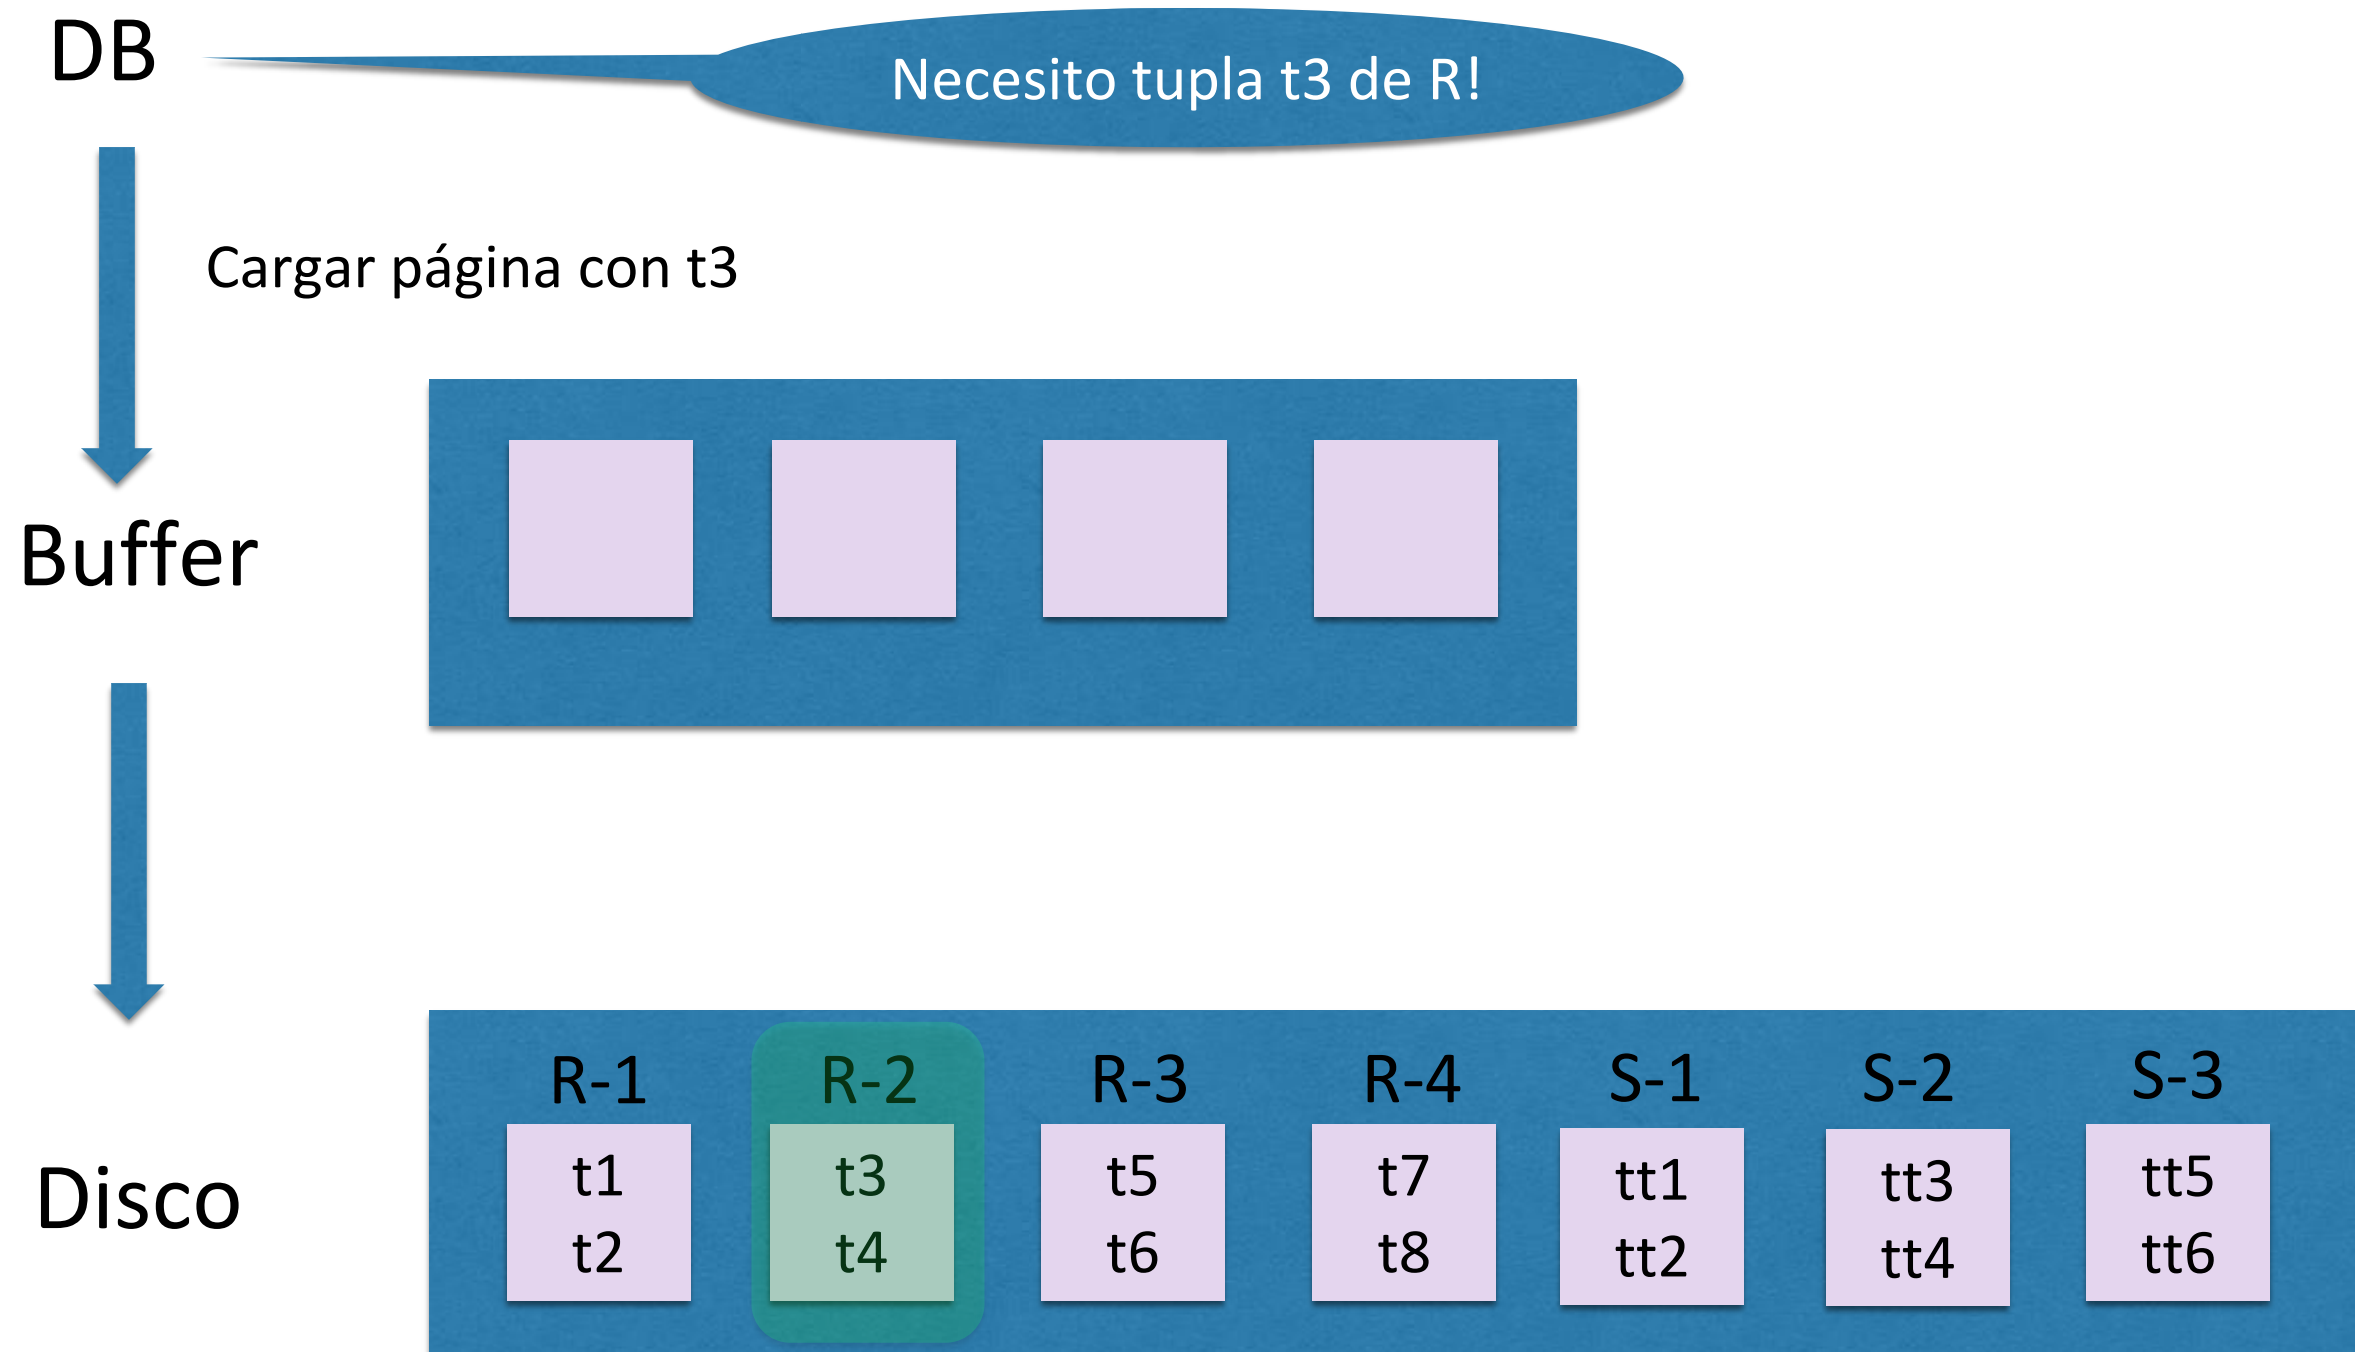 DB
Necesito tupla t3 de R!
Cargar página con t3
Buffer
Disco
R-1 R-2 R-3 R-4 S-1 S-2 S-3
t1 t3 t5 t7 tt1 tt3 tt5
t2 t4 t6 t8 tt2 tt4 tt6